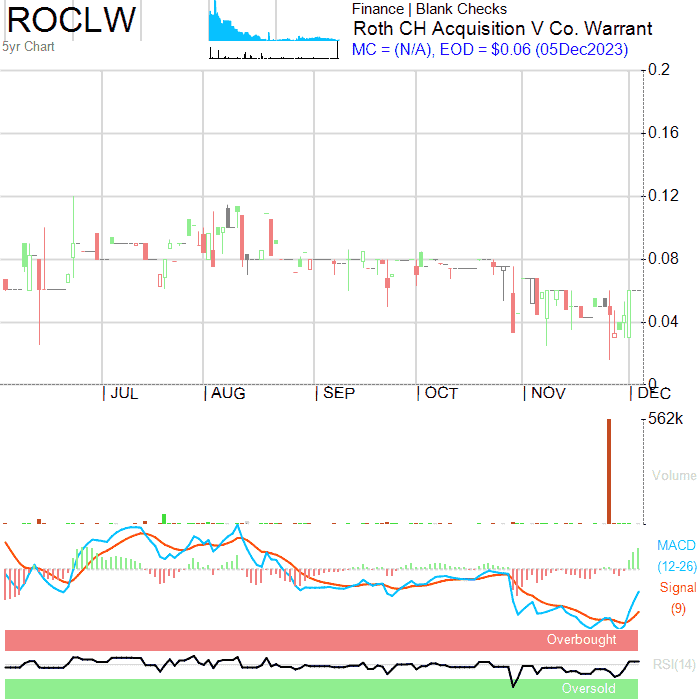 ROCLW
5yr Chart
Finance | Blank Checks
Roth CH Acquisition V Co. Warrant
MC = (N/A), EOD = $0.06 (05Dec2023)
0.2
0.16
0.12
0.08
0.04
0
| JUL | AUG | SEP | OCT | NOV | DEC
562k
Volume
MACD
(12-26)
Signal
(9)
Overbought
RSI(14)
Oversold